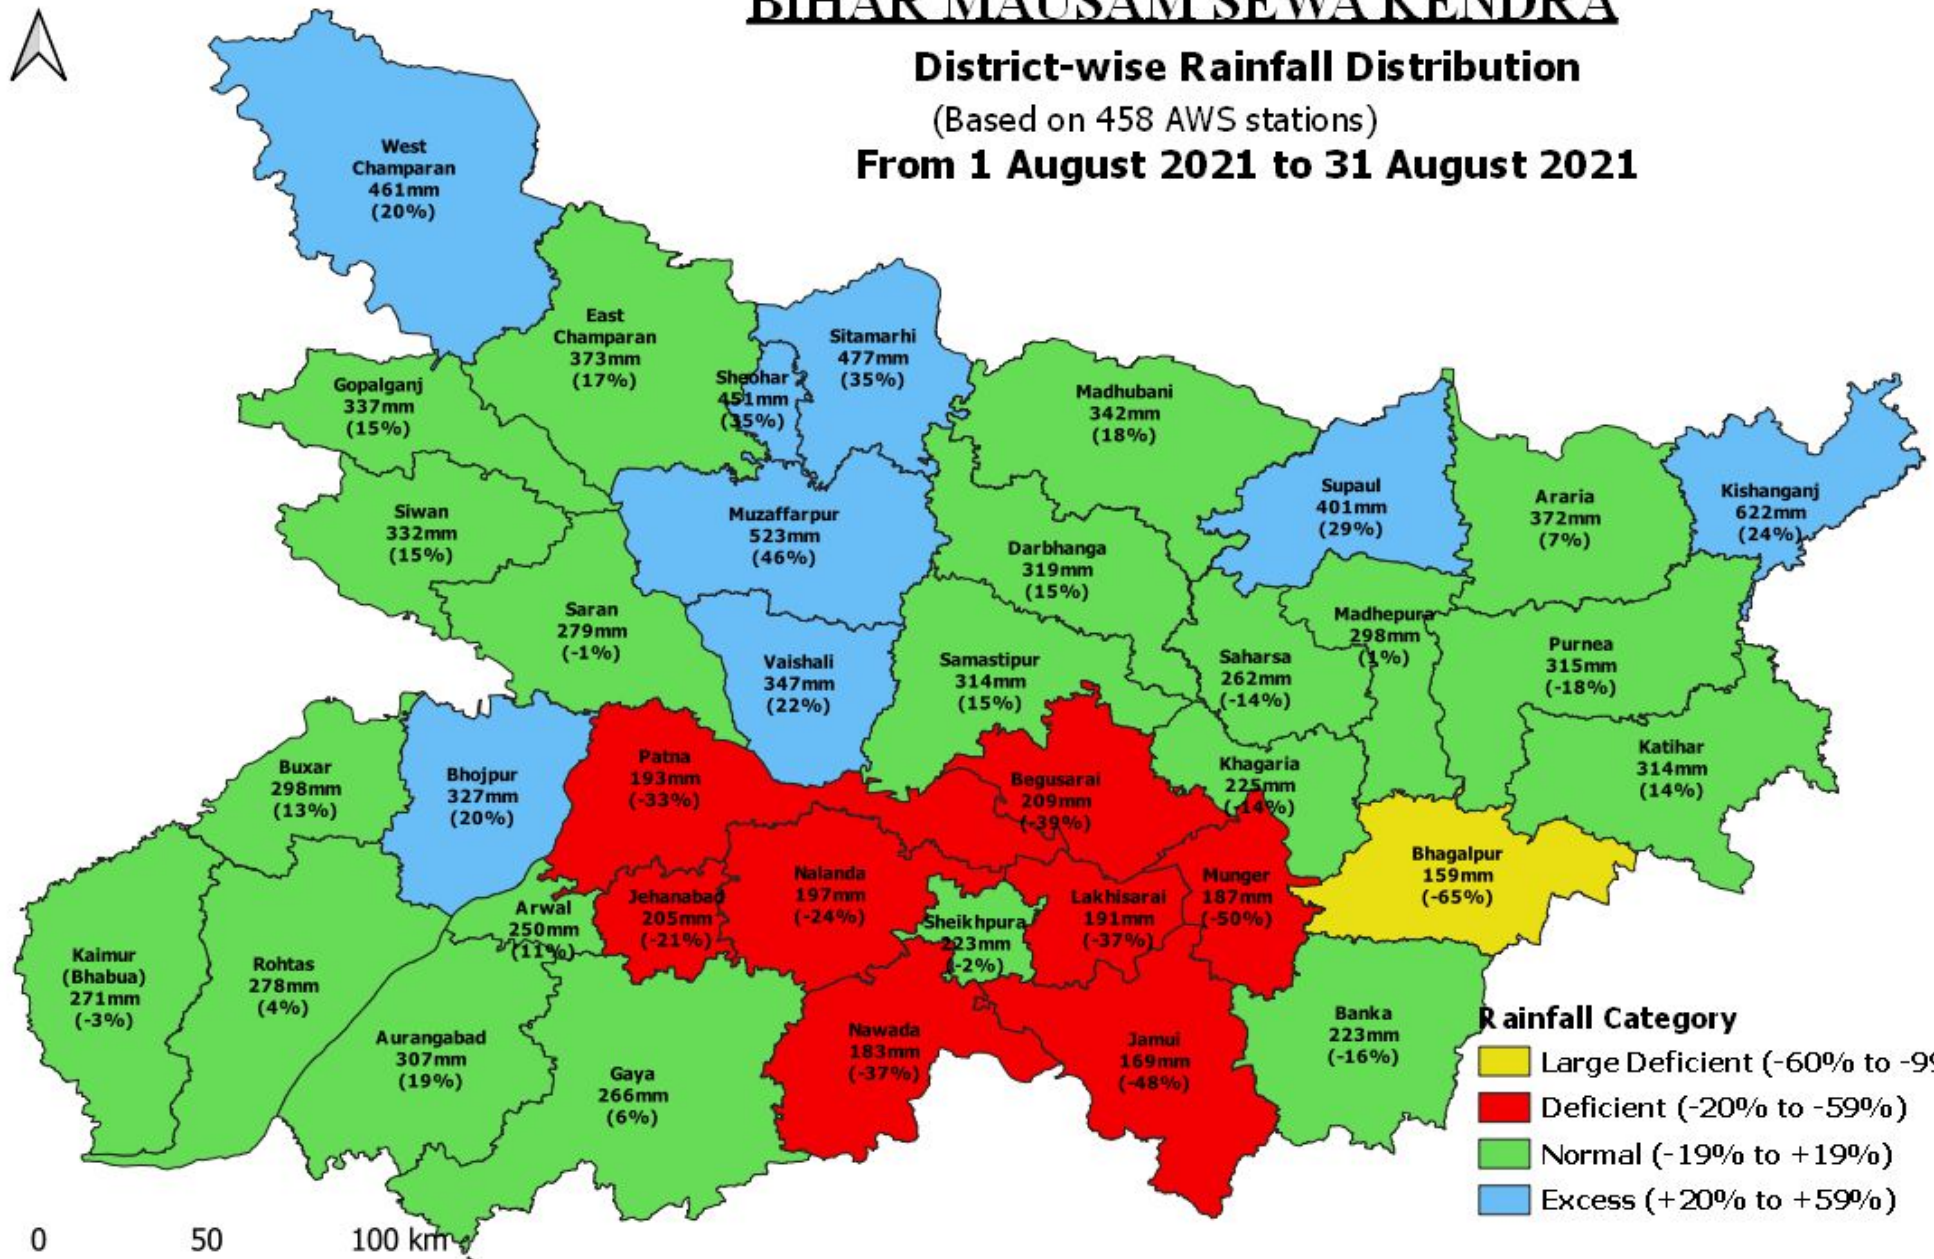 BIHAR MAUSAM SEWA KENDRA
District-wise Rainfall Distribution
(Based on 458 AWS stations)
From 1 August 2021 to 31 August 2021
West
Champaran
461mm
(20%)
East
Champaran
373mm
(17%)
Sitamarhi
477mm
(35%)
Sheohar
451mm
(35%)
Gopalganj
337mm
(15%)
Madhubani
342mm
(18%)
Siwan
332mm
(15%)
Muzaffarpur
523mm
(46%)
Supaul
401mm
(29%)
Araria
372mm
(7%)
Kishanganj
622mm
(24%)
Darbhanga
319mm
(15%)
Saran
279mm
(-1%)
Vaishali
347mm
(22%)
Samastipur
314mm
(15%)
Saharsa
262mm
(-14%)
Madhepura
298mm
(1%)
Purnea
315mm
(-18%)
Buxar
298mm
(13%)
Bhojpur
327mm
(20%)
Patna
193mm
(-33%)
Begusarai
209mm
(-39%)
Khagaria
225mm
(-14%)
Katihar
314mm
(14%)
Kaimur
(Bhabua)
271mm
(-3%)
Rohtas
278mm
(4%)
Arwal
250mm
(11%)
Jehanabad
205mm
(-21%)
Nalanda
197mm
(-24%)
Sheikhpura
223mm
(-2%)
Lakhisarai
191mm
(-37%)
Munger
187mm
(-50%)
Bhagalpur
159mm
(-65%)
Aurangabad
307mm
(19%)
Gaya
266mm
(6%)
Nawada
183mm
(-37%)
Jamui
169mm
(-48%)
Banka
223mm
(-16%)
Rainfall Category
Large Deficient (-60% to -99
Deficient (-20% to -59%)
Normal (-19% to +19%)
Excess (+20% to +59%)
0 50 100 km